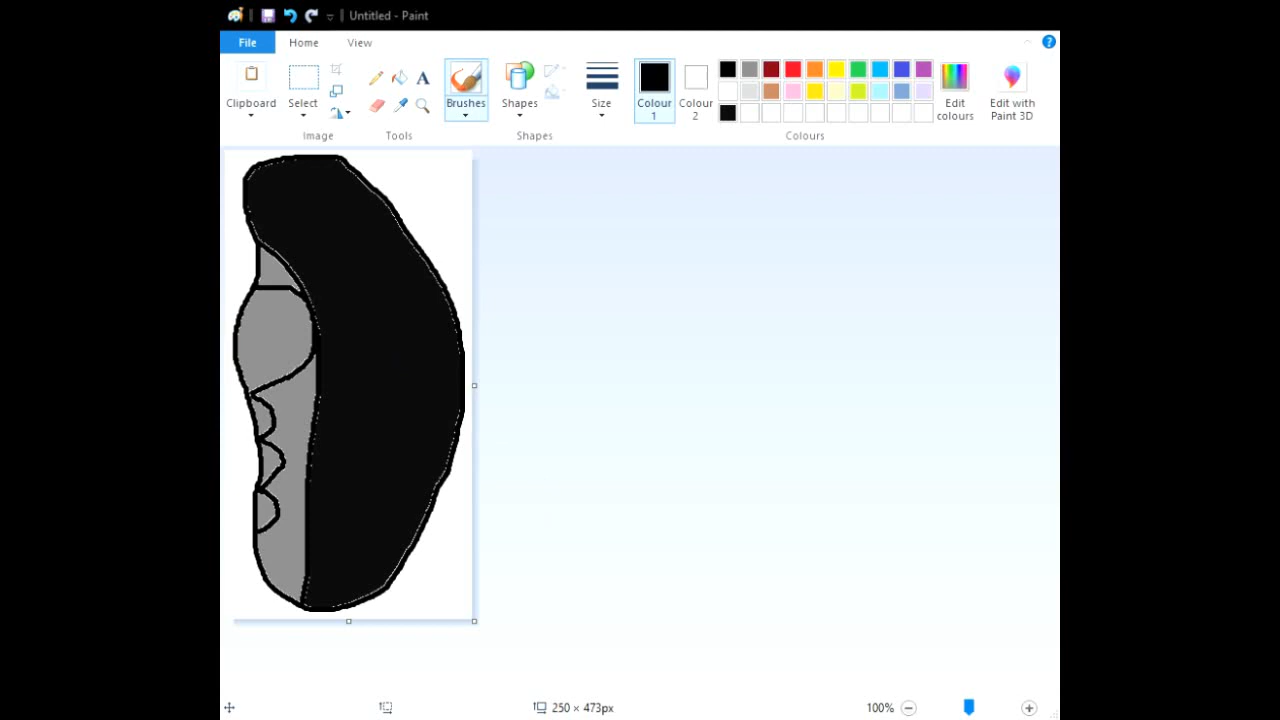 Untitled - Paint
File Home View
Clipboard Select Brushes Shapes Size Colour 1 Colour 2 Edit colours Edit with Paint 3D
A
Image Tools Shapes Colours
250 × 473px 100%